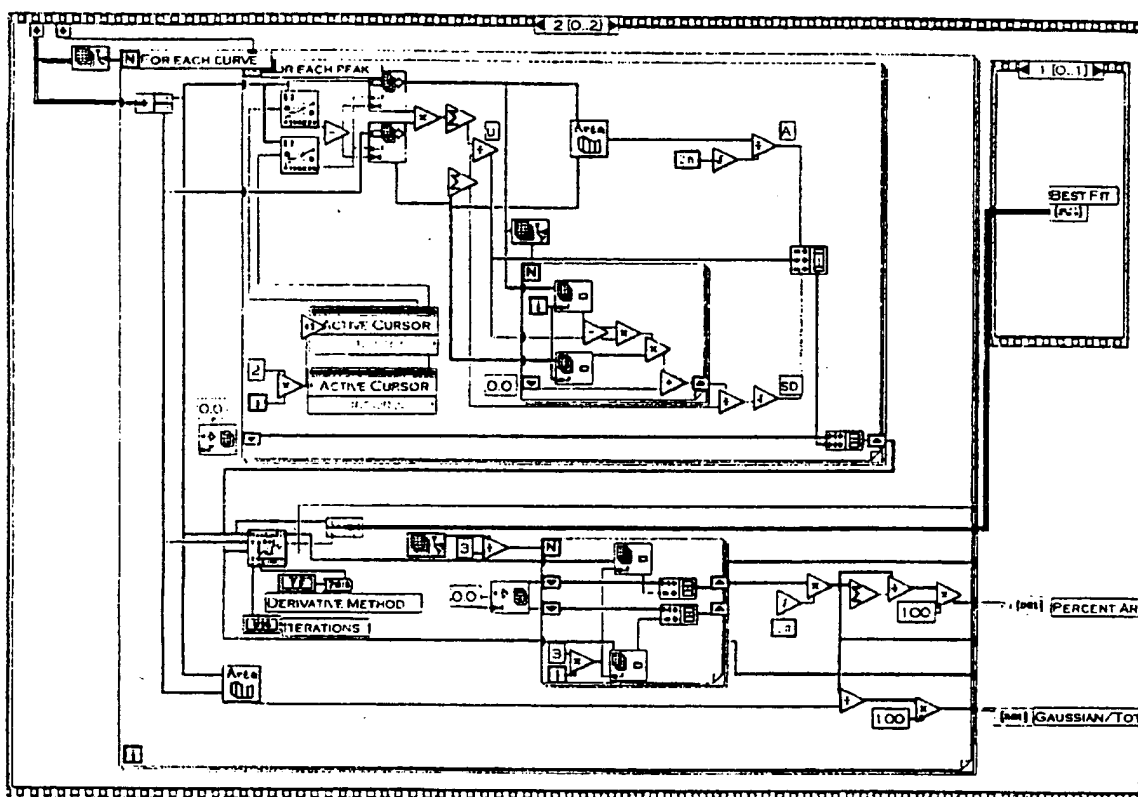 2 [0..2]
N
FOR EACH CURVE
OR EACH PEAK
1 [0..1]
U
Area
A
BEST FIT
N
i
ACTIVE CURSOR
2
ACTIVE CURSOR
i
0.0
SD
0.0
3
N
0.0
DERIVATIVE METHOD
ITERATIONS
100
PERCENT AR
3
i
Area
100
GAUSSIAN/TOT
i